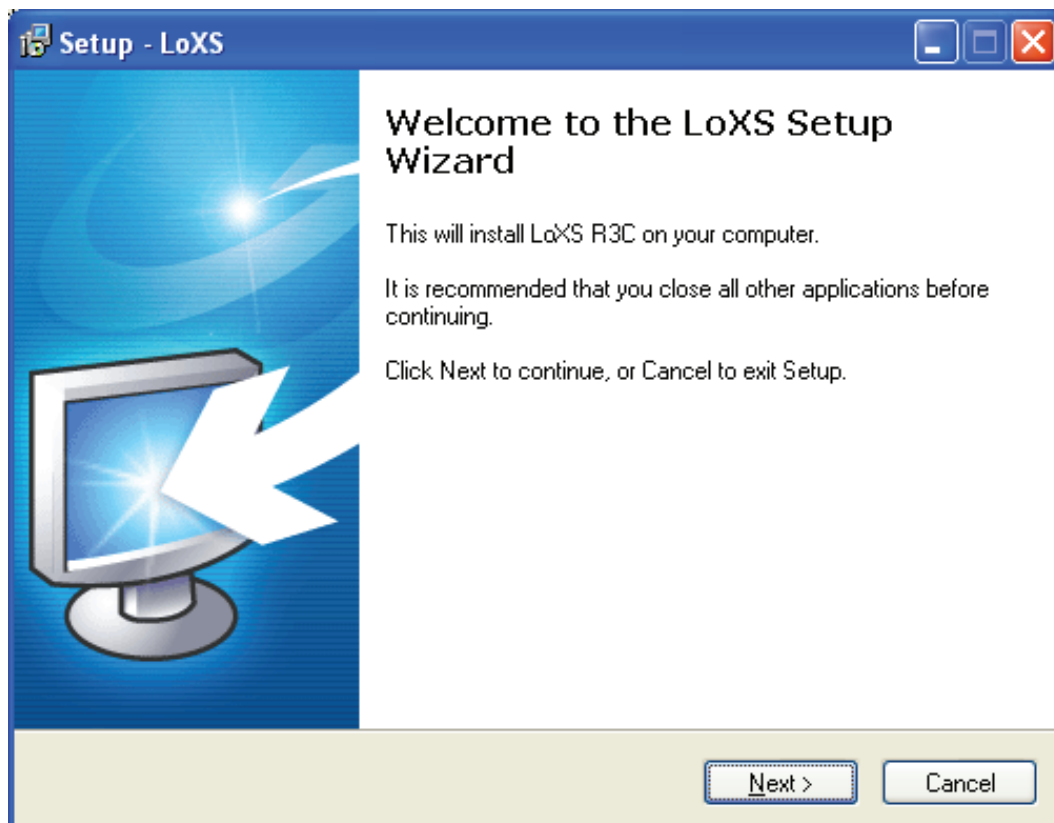 Setup - LoXS
Welcome to the LoXS Setup
Wizard
This will install LoXS R3C on your computer.
It is recommended that you close all other applications before
continuing.
Click Next to continue, or Cancel to exit Setup.
Next >
Cancel